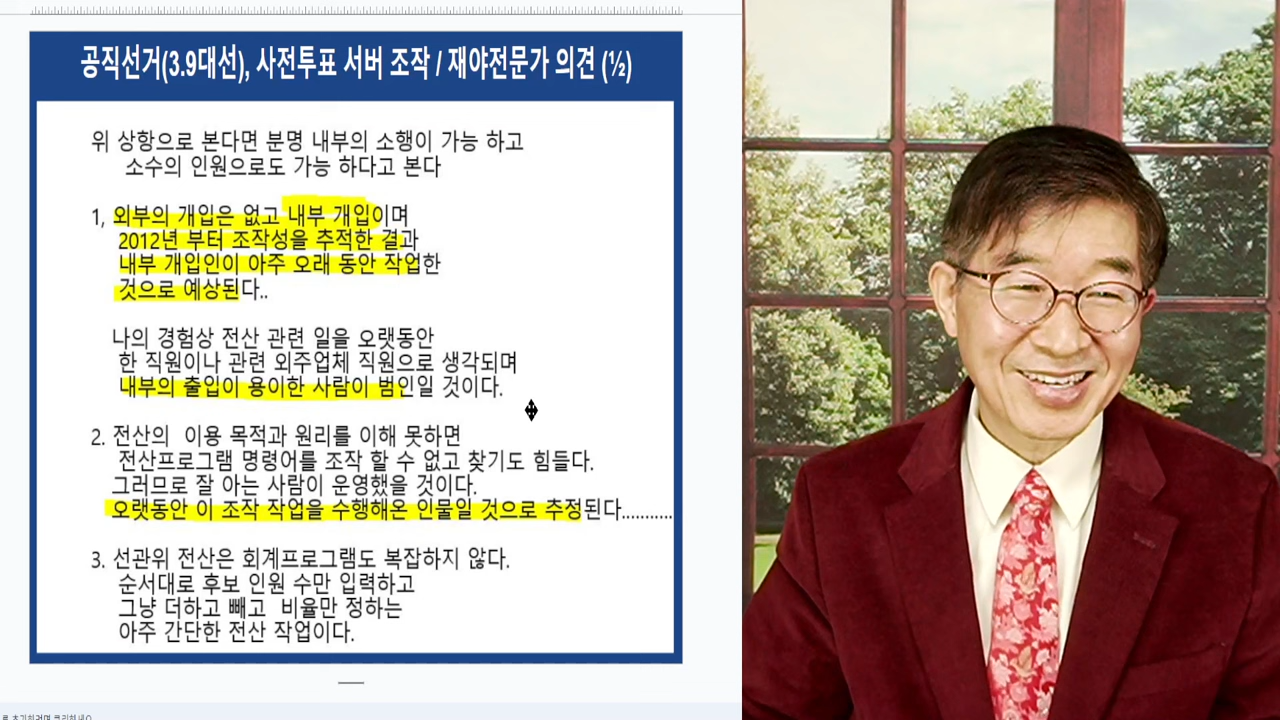 공직선거(3.9대선), 사전투표 서버 조작 / 재야전문가 의견 (½)
위 상항으로 본다면 분명 내부의 소행이 가능 하고
소수의 인원으로도 가능 하다고 본다
1, 외부의 개입은 없고 내부 개입이며
2012년 부터 조작성을 추적한 결과
내부 개입인이 아주 오래 동안 작업한
것으로 예상된다..
나의 경험상 전산 관련 일을 오랫동안
한 직원이나 관련 외주업체 직원으로 생각되며
내부의 출입이 용이한 사람이 범인일 것이다.
2. 전산의 이용 목적과 원리를 이해 못하면
전산프로그램 명령어를 조작 할 수 없고 찾기도 힘들다.
그러므로 잘 아는 사람이 운영했을 것이다.
오랫동안 이 조작 작업을 수행해온 인물일 것으로 추정된다...........
3. 선관위 전산은 회계프로그램도 복잡하지 않다.
순서대로 후보 인원 수만 입력하고
그냥 더하고 빼고 비율만 정하는
아주 간단한 전산 작업이다.